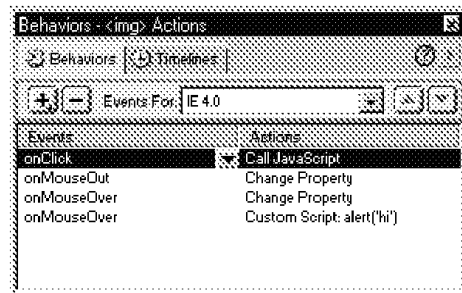 Behaviors - <img> Actions
Behaviors Timelines
Events For: IE 4.0
Events Actions
onClick Call JavaScript
onMouseOut Change Property
onMouseOver Change Property
onMouseOver Custom Script: alert('hi')